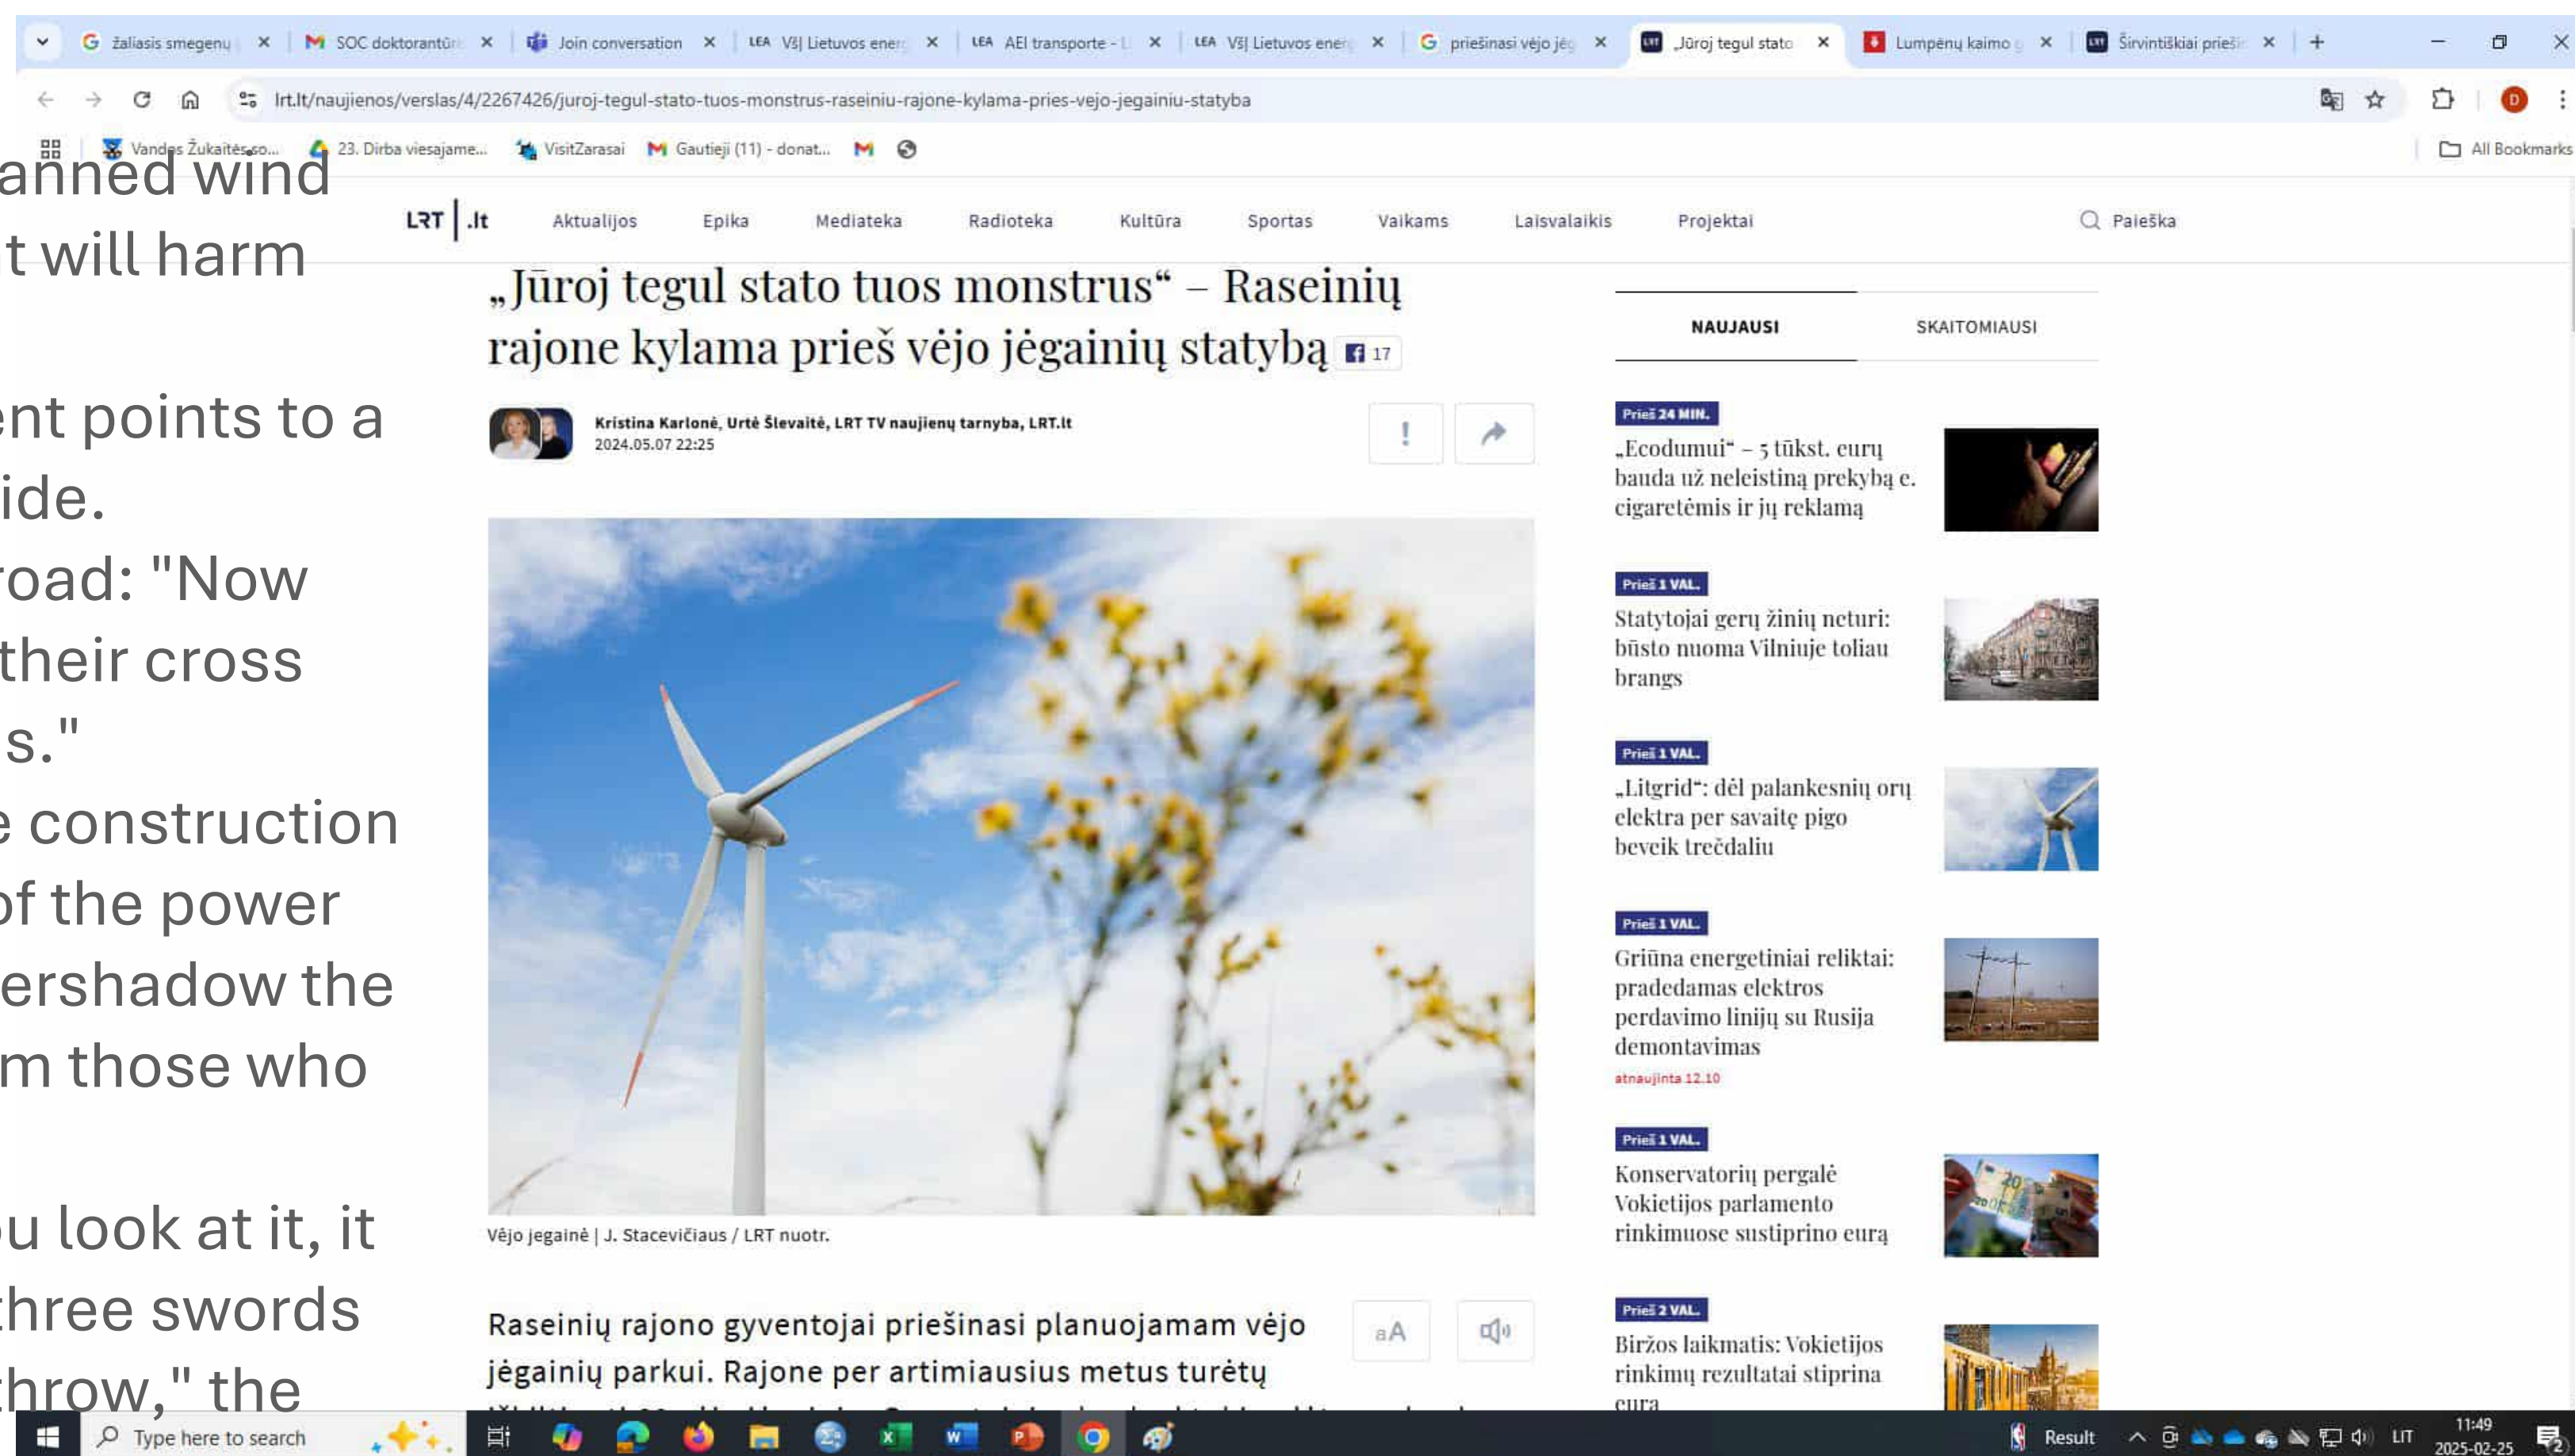 žaliasis smegenų
SOC doktorantūr
Join conversation
LEA VšĮ Lietuvos ener
LEA AEI transporte - L
LEA VšĮ Lietuvos ener
priešinasi vėjo jėg
„Jūroj tegul stato
Lumpėnų kaimo g
Širvintiškiai prieši
lrt.lt/naujienos/verslas/4/2267426/juroj-tegul-stato-tuos-monstrus-raseiniu-rajone-kylama-pries-vejo-jegainiu-statyba
D
Vandos Žukaitės so...
23. Dirba viesajame...
VisitZarasai
Gautieji (11) - donat...
All Bookmarks
anned wind
t will harm
ent points to a
ide.
road: "Now
their cross
s."
e construction
of the power
ershadow the
m those who
ou look at it, it
three swords
throw," the
LRT .lt
Aktualijos
Epika
Mediateka
Radioteka
Kultūra
Sportas
Vaikams
Laisvalaikis
Projektai
Paieška
„Jūroj tegul stato tuos monstrus“ – Raseinių
rajone kylama prieš vėjo jėgainių statybą
17
Kristina Karlonė, Urtė Šlevaitė, LRT TV naujienų tarnyba, LRT.lt
2024.05.07 22:25
!
Vėjo jegainė | J. Stacevičiaus / LRT nuotr.
Raseinių rajono gyventojai priešinasi planuojamam vėjo
jėgainių parkui. Rajone per artimiausius metus turėtų
aA
NAUJAUSI
SKAITOMIAUSI
Prieš 24 MIN.
„Ecodumui“ – 5 tūkst. eurų
bauda už neleistiną prekybą e.
cigaretėmis ir jų reklamą
Prieš 1 VAL.
Statytojai gerų žinių neturi:
būsto nuoma Vilniuje toliau
brangs
Prieš 1 VAL.
„Litgrid“: dėl palankesnių orų
elektra per savaitę pigo
beveik trečdaliu
Prieš 1 VAL.
Griūna energetiniai reliktai:
pradedamas elektros
perdavimo linijų su Rusija
demontavimas
atnaujinta 12.10
Prieš 1 VAL.
Konservatorių pergalė
Vokietijos parlamento
rinkimuose sustiprino eurą
Prieš 2 VAL.
Biržos laikmatis: Vokietijos
rinkimų rezultatai stiprina
eurą
Type here to search
Result
LIT
11:49
2025-02-25